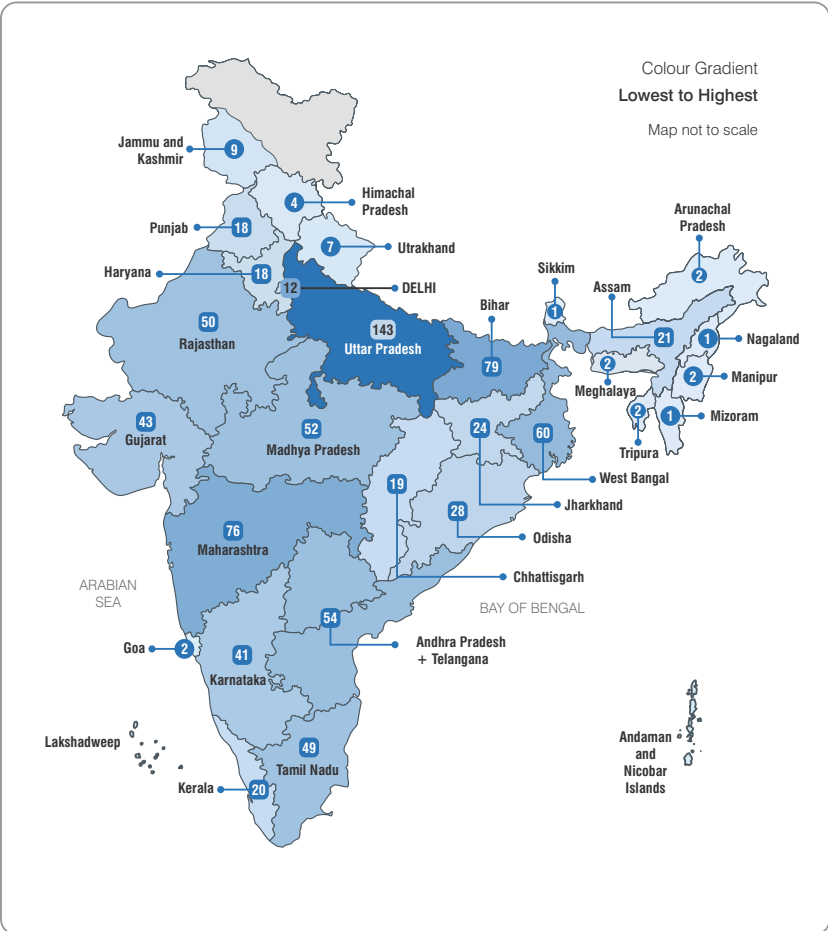 Colour Gradient
Lowest to Highest
Map not to scale
Jammu and
Kashmir
9
4
Himachal
Pradesh
Punjab
18
7
Utrakhand
Haryana
18
12
DELHI
Arunachal
Pradesh
2
Sikkim
1
Assam
21
1
Nagaland
Bihar
79
50
Rajasthan
143
Uttar Pradesh
2
Meghalaya
2
Manipur
2
Tripura
1
Mizoram
43
Gujarat
52
Madhya Pradesh
24
60
West Bangal
Jharkhand
19
28
Odisha
Chhattisgarh
76
Maharashtra
ARABIAN
SEA
BAY OF BENGAL
54
Andhra Pradesh
+ Telangana
Goa
2
41
Karnataka
Lakshadweep
49
Tamil Nadu
Kerala
20
Andaman
and
Nicobar
Islands